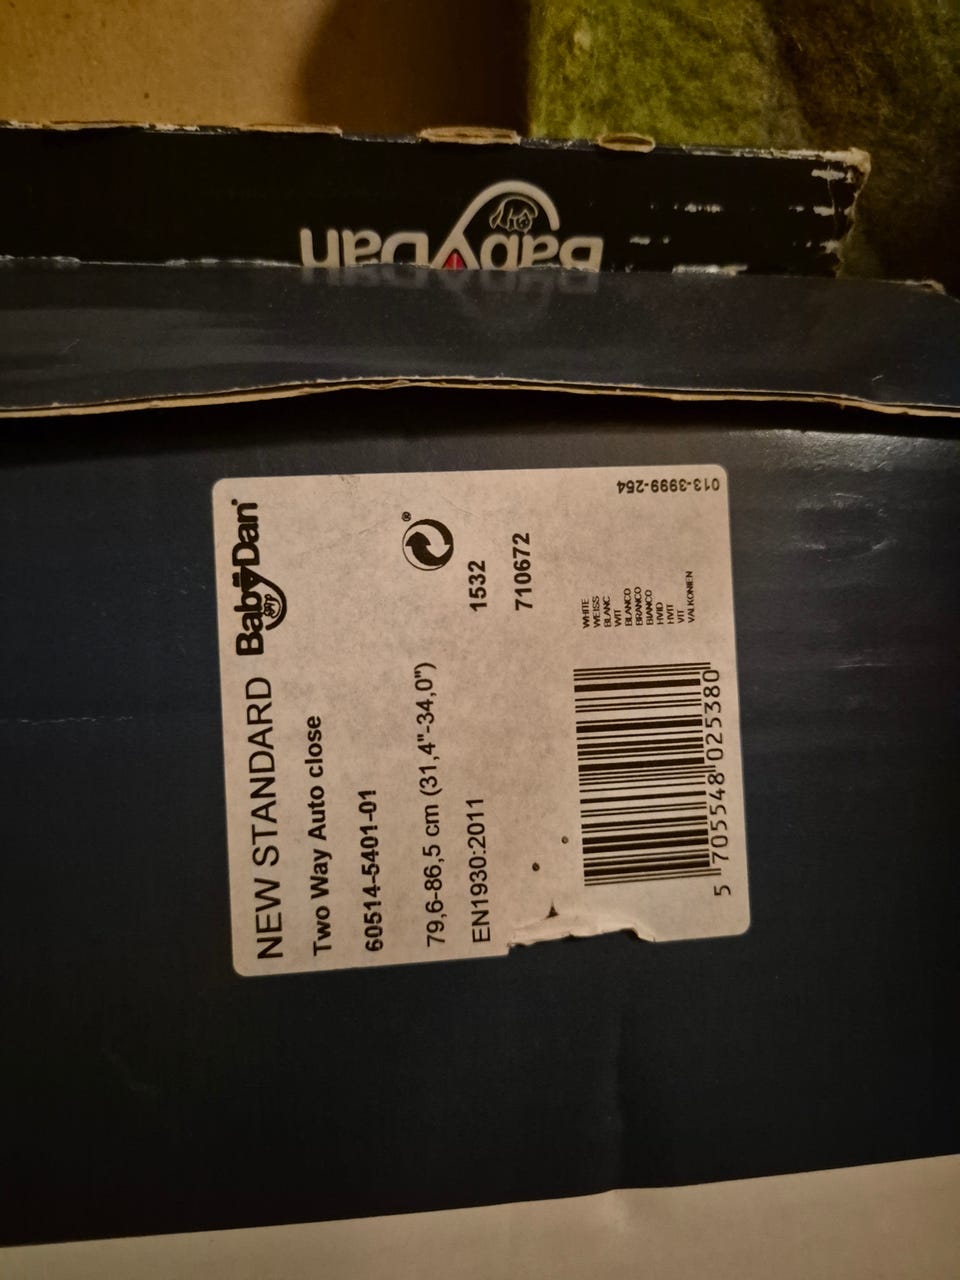 BabyDan
NEW STANDARD BabyDan
Two Way Auto close
60514-5401-01
79,6-86,5 cm (31,4"-34,0")
EN1930:2011
1532
710672
WHITE
WEISS
BLANC
WIT
BLANCO
BRANCO
BIANCO
HVID
HVIT
VIT
VALKOINEN
5 705548 025380
013-3999-254